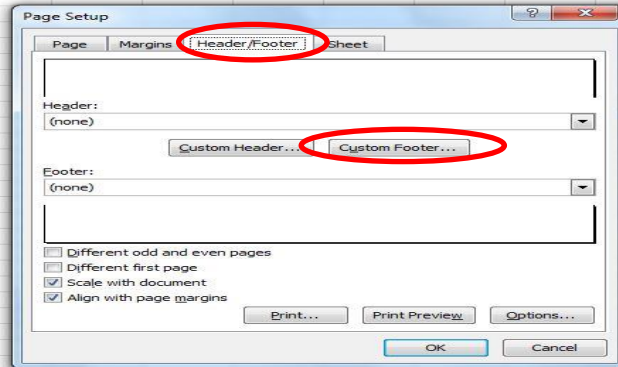 Page Setup
Page Margins Header/Footer Sheet
Header:
(none)
Custom Header... Custom Footer...
Footer:
(none)
Different odd and even pages
Different first page
Scale with document
Align with page margins
Print... Print Preview Options...
OK Cancel